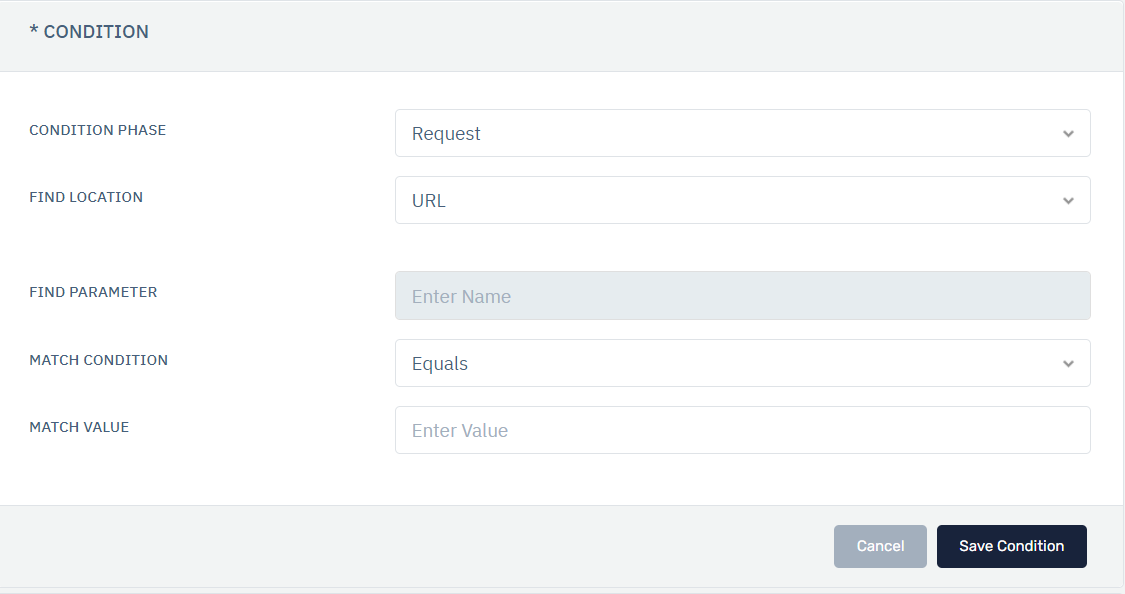 * CONDITION
CONDITION PHASE
Request
FIND LOCATION
URL
FIND PARAMETER
Enter Name
MATCH CONDITION
Equals
MATCH VALUE
Enter Value
Cancel
Save Condition